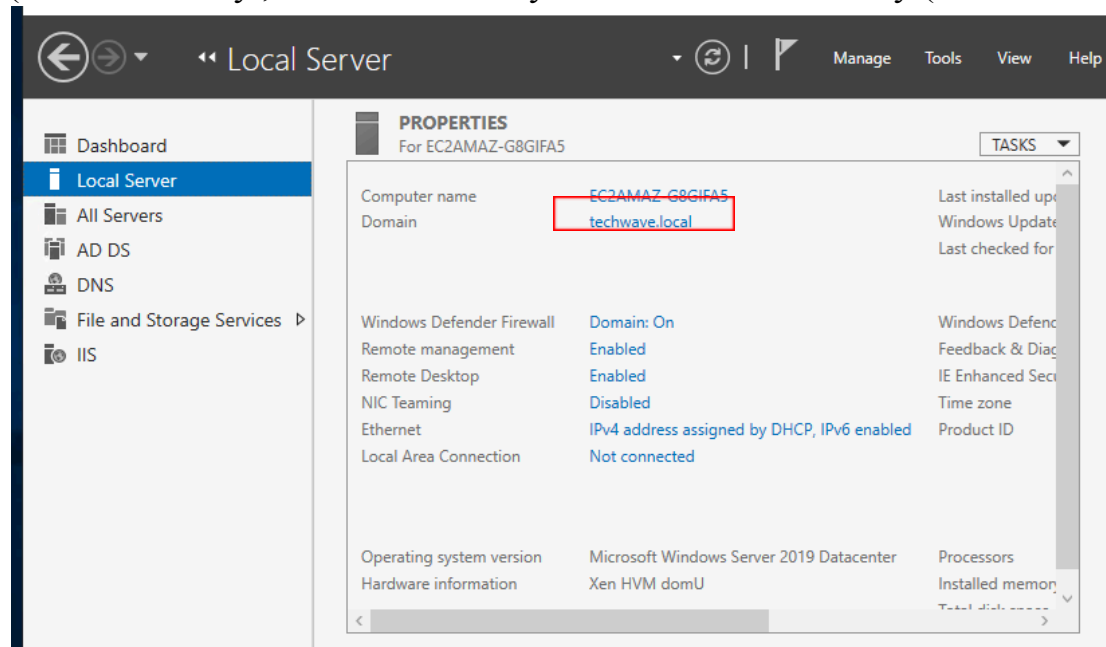 Local Server
Manage Tools View Help
Dashboard
Local Server
All Servers
AD DS
DNS
File and Storage Services
IIS
PROPERTIES
For EC2AMAZ-G8GIFA5
TASKS
Computer name EC2AMAZ-G8GIFA5 Last installed upd
Domain techwave.local Windows Update
Last checked for
Windows Defender Firewall Domain: On Windows Defend
Remote management Enabled Feedback & Diag
Remote Desktop Enabled IE Enhanced Secu
NIC Teaming Disabled Time zone
Ethernet IPv4 address assigned by DHCP, IPv6 enabled Product ID
Local Area Connection Not connected
Operating system version Microsoft Windows Server 2019 Datacenter Processors
Hardware information Xen HVM domU Installed memory